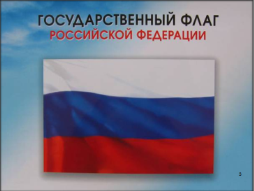 ГОСУДАРСТВЕННЫЙ ФЛАГ
РОССИЙСКОЙ ФЕДЕРАЦИИ
2